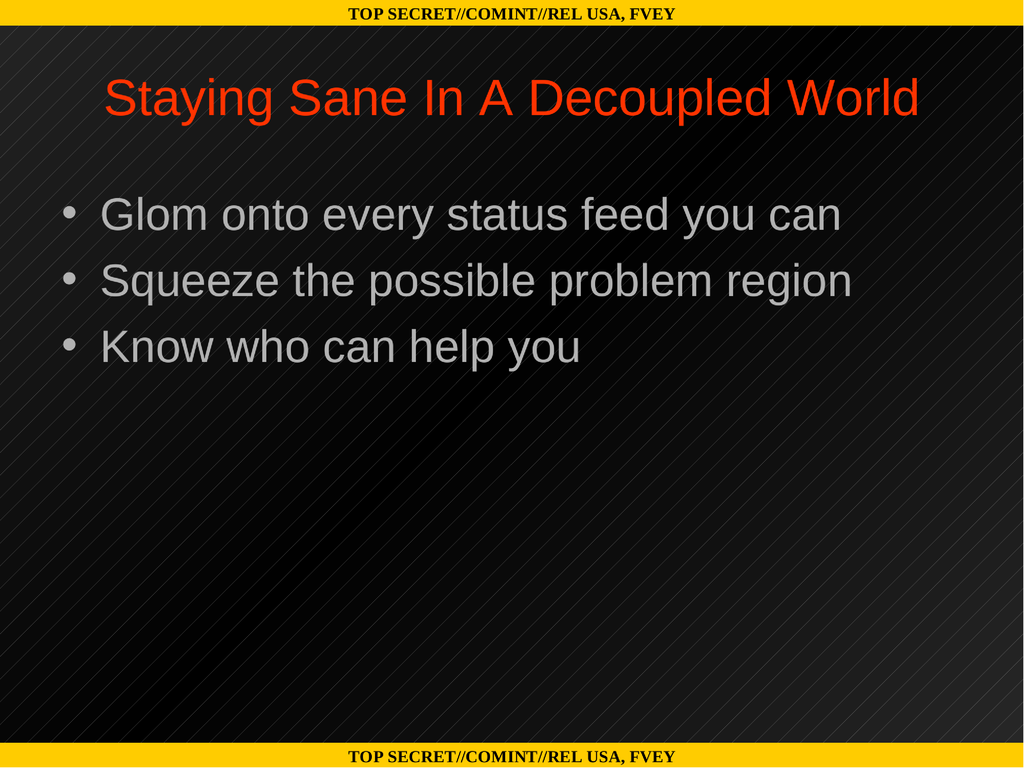 TOP SECRET//COMINT//REL USA, FVEY
Staying Sane In A Decoupled World
• Glom onto every status feed you can
• Squeeze the possible problem region
• Know who can help you
TOP SECRET//COMINT//REL USA, FVEY